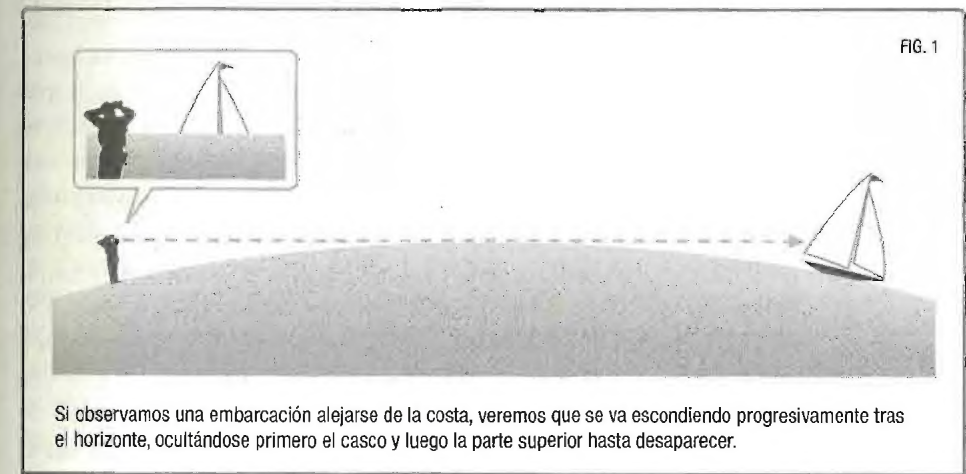 FIG. 1
Si observamos una embarcación alejarse de la costa, veremos que se va escondiendo progresivamente tras
el horizonte, ocultándose primero el casco y luego la parte superior hasta desaparecer.